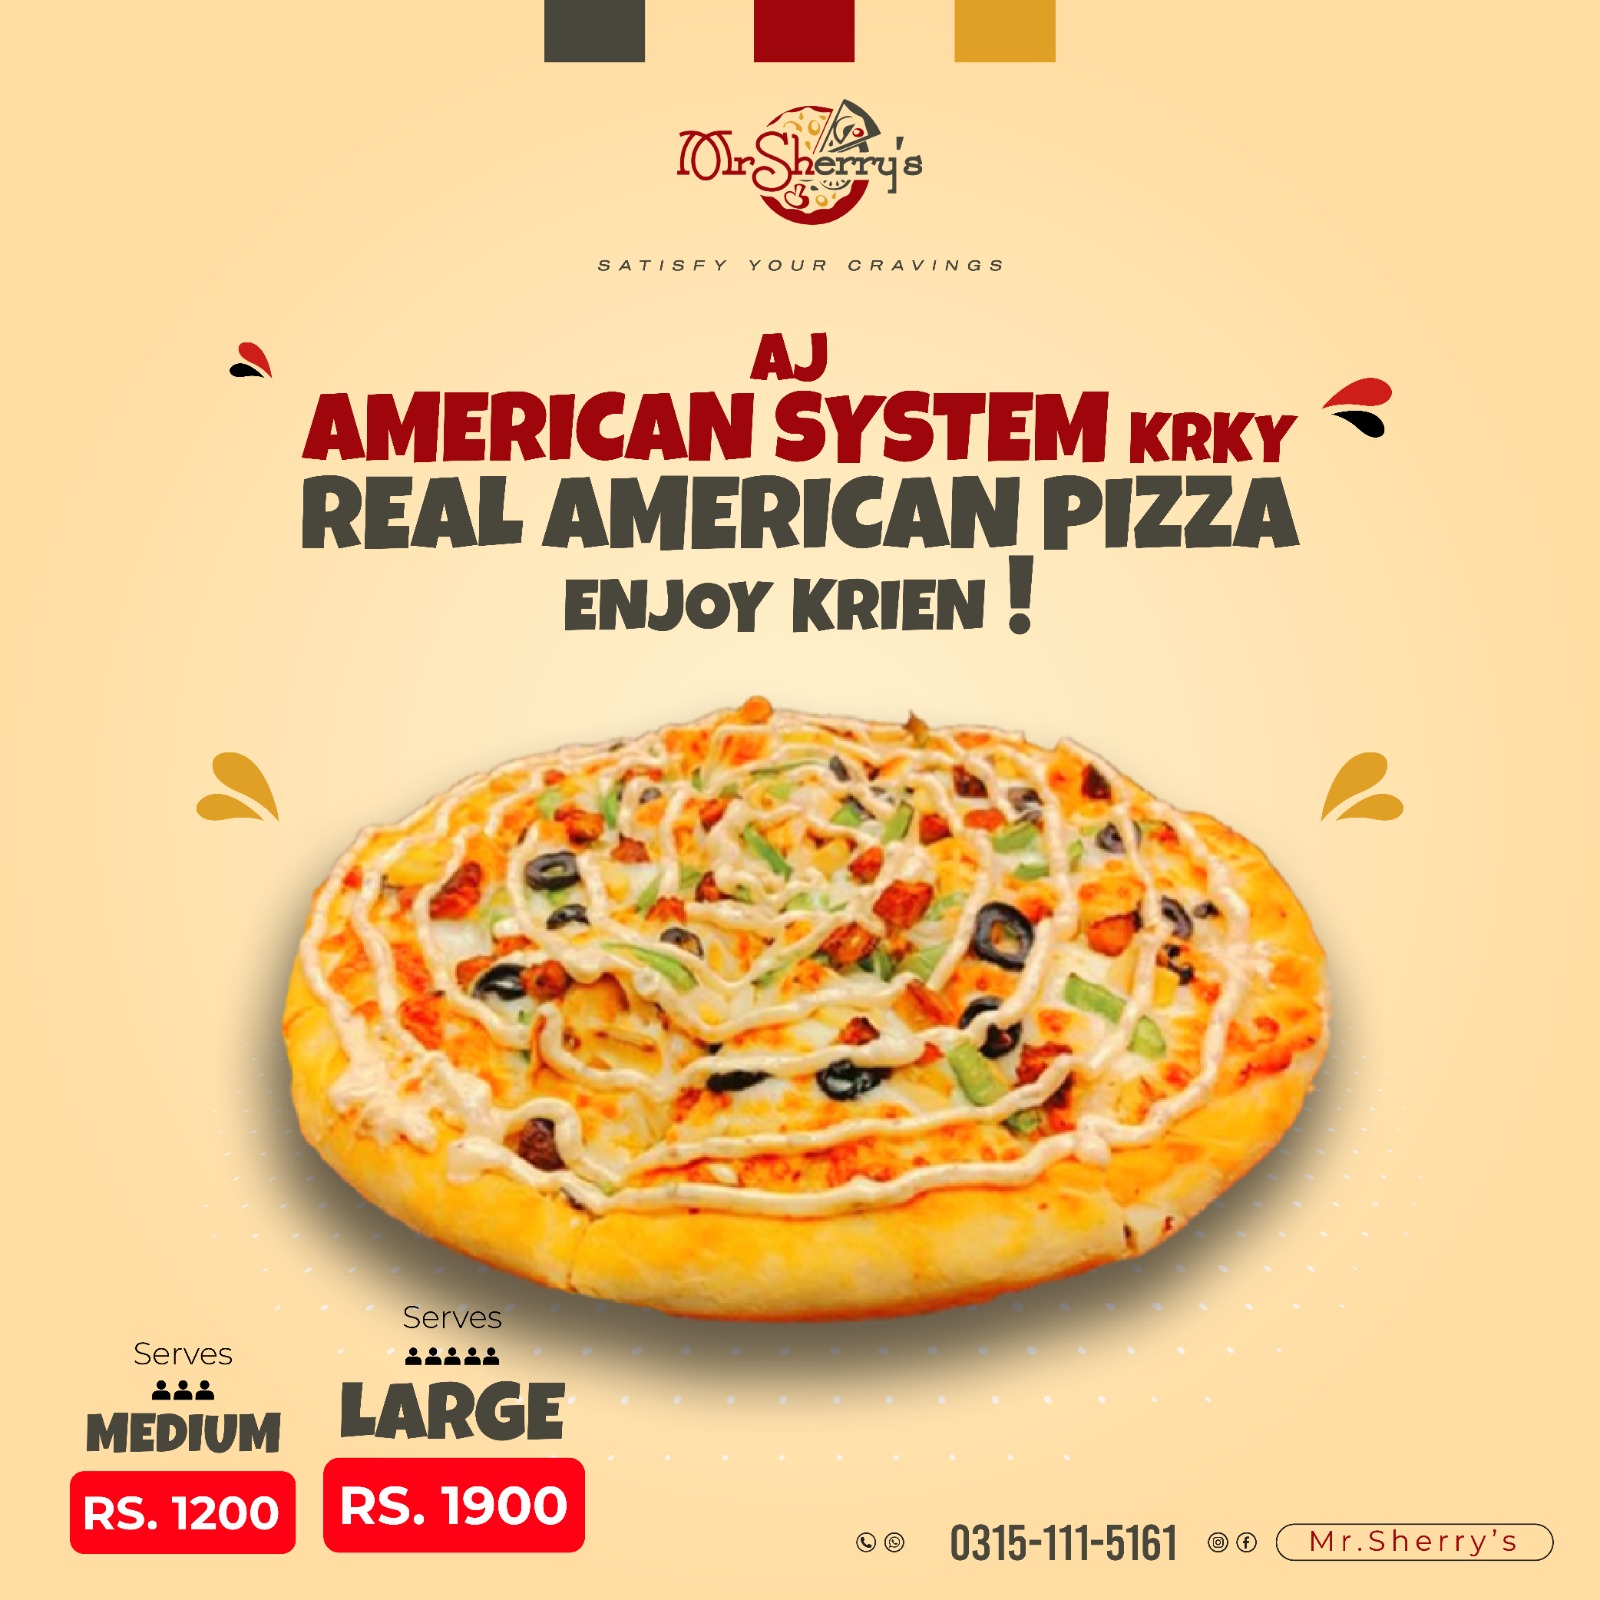 Mr Sherry's
SATISFY YOUR CRAVINGS
AJ
AMERICAN SYSTEM KRKY
REAL AMERICAN PIZZA
ENJOY KRIEN !
Serves
MEDIUM
RS. 1200
Serves
LARGE
RS. 1900
0315-111-5161
Mr.Sherry's